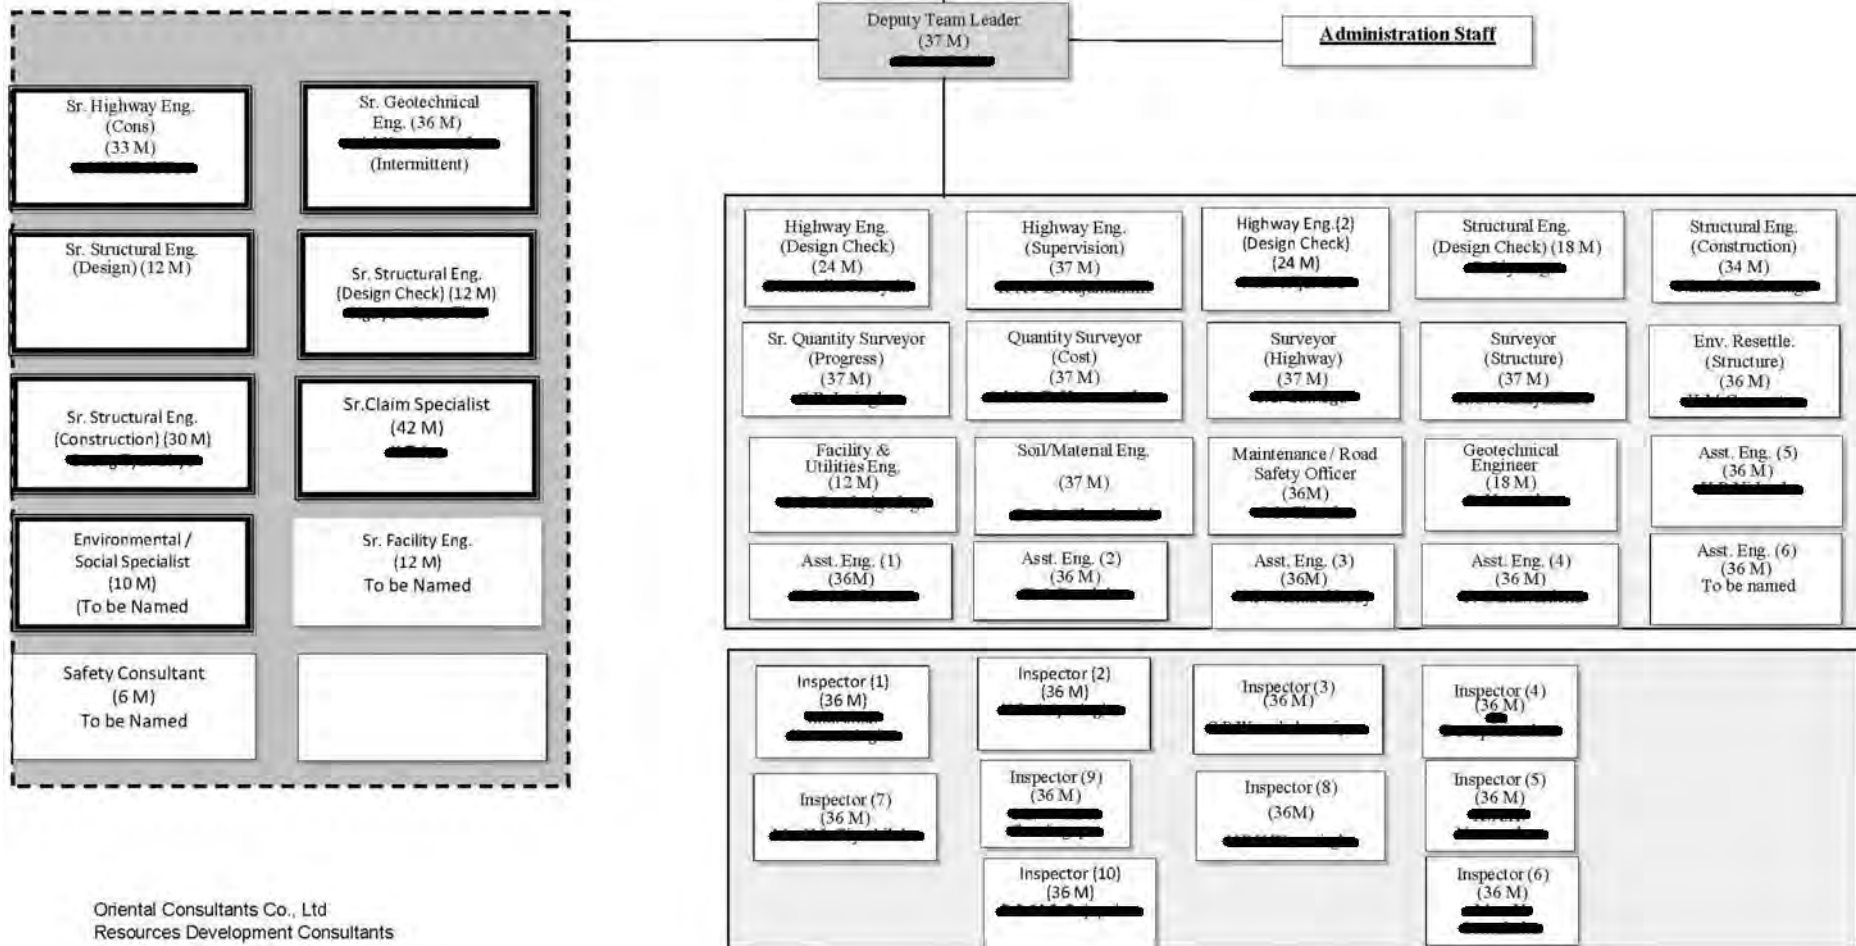 Deputy Team Leader
(37 M)
Administration Staff
Sr. Highway Eng.
(Cons)
(33 M)
Sr. Geotechnical
Eng. (36 M)
(Intermittent)
Sr. Structural Eng.
(Design) (12 M)
Sr. Structural Eng.
(Design Check) (12 M)
Sr. Structural Eng.
(Construction) (30 M)
Sr.Claim Specialist
(42 M)
Environmental /
Social Specialist
(10 M)
(To be Named
Sr. Facility Eng.
(12 M)
To be Named
Safety Consultant
(6 M)
To be Named
Highway Eng.
(Design Check)
(24 M)
Highway Eng.
(Supervision)
(37 M)
Highway Eng.(2)
(Design Check)
(24 M)
Structural Eng.
(Design Check) (18 M)
Structural Eng.
(Construction)
(34 M)
Sr. Quantity Surveyor
(Progress)
(37 M)
Quantity Surveyor
(Cost)
(37 M)
Surveyor
(Highway)
(37 M)
Surveyor
(Structure)
(37 M)
Env. Resettle.
(Structure)
(36 M)
Facility &
Utilities Eng.
(12 M)
Soil/Material Eng.
(37 M)
Maintenance / Road
Safety Officer
(36M)
Geotechnical
Engineer
(18 M)
Asst. Eng. (5)
(36 M)
Asst. Eng. (1)
(36M)
Asst. Eng. (2)
(36 M)
Asst. Eng. (3)
(36M)
Asst. Eng. (4)
(36 M)
Asst. Eng. (6)
(36 M)
To be named
Inspector (1)
(36 M)
Inspector (2)
(36 M)
Inspector (3)
(36 M)
Inspector (4)
(36 M)
Inspector (7)
(36 M)
Inspector (9)
(36 M)
Inspector (8)
(36M)
Inspector (5)
(36 M)
Inspector (10)
(36 M)
Inspector (6)
(36 M)
Oriental Consultants Co., Ltd
Resources Development Consultants